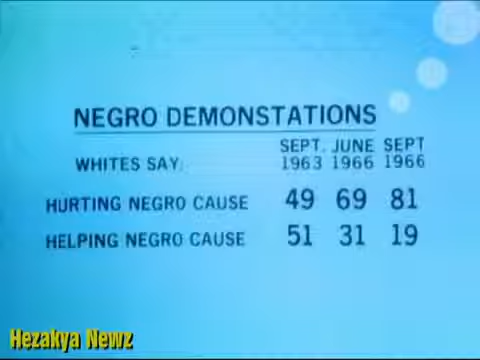 NEGRO DEMONSTATIONS
SEPT. JUNE SEPT
WHITES SAY: 1963 1966 1966
HURTING NEGRO CAUSE 49 69 81
HELPING NEGRO CAUSE 51 31 19
Hezakya Newz